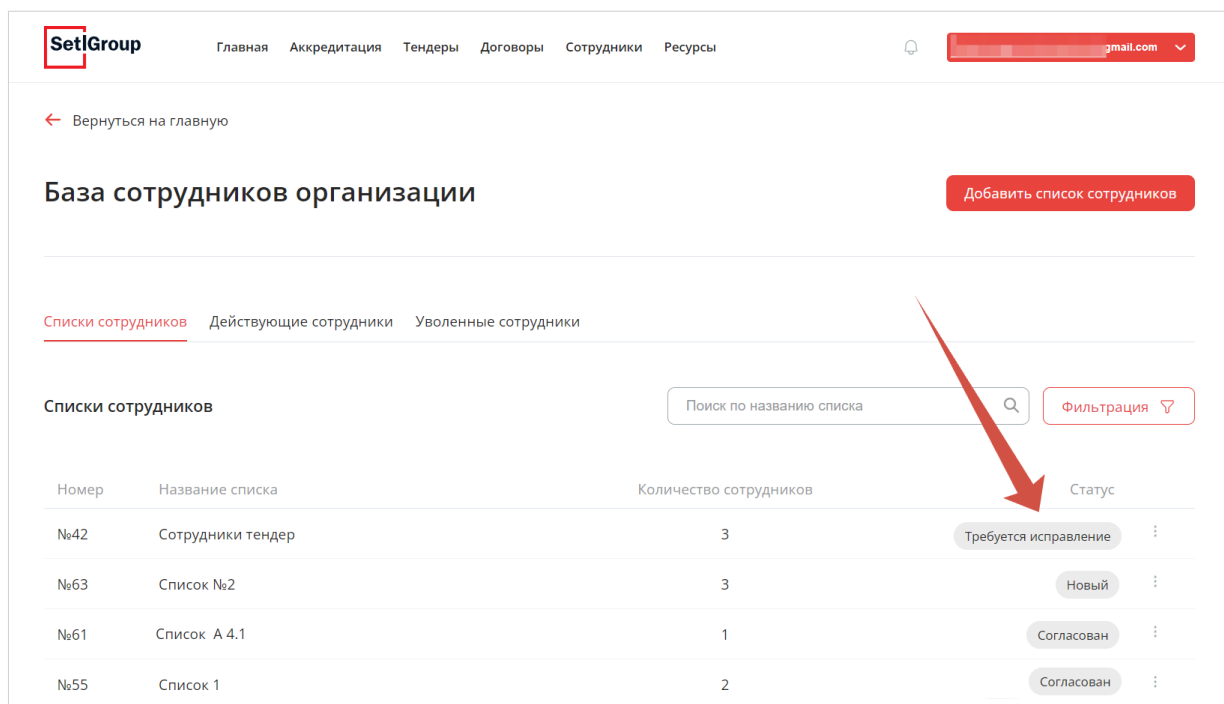 Setl Group
Главная Аккредитация Тендеры Договоры Сотрудники Ресурсы
gmail.com
Вернуться на главную
База сотрудников организации
Добавить список сотрудников
Списки сотрудников Действующие сотрудники Уволенные сотрудники
Списки сотрудников
Поиск по названию списка
Фильтрация
Номер Название списка Количество сотрудников Статус
№42 Сотрудники тендер 3 Требуется исправление
№63 Список №2 3 Новый
№61 Список А 4.1 1 Согласован
№55 Список 1 2 Согласован